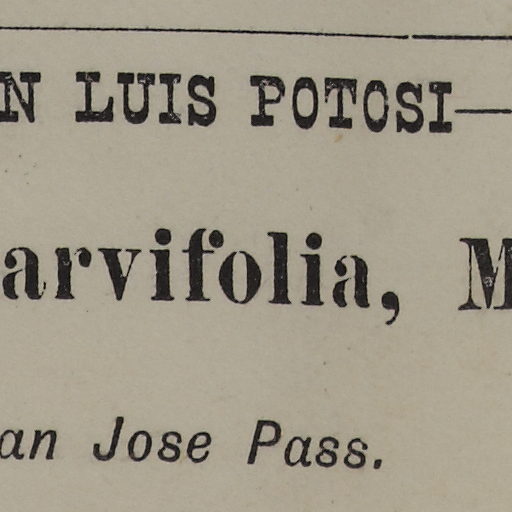 N LUIS POTOSI—
arvifolia, M
an Jose Pass.